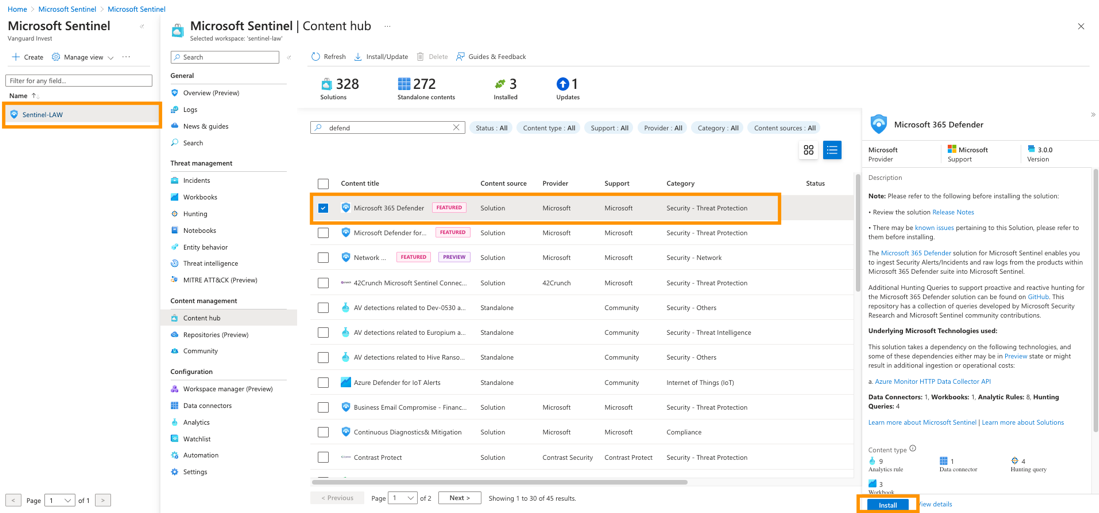 Home > Microsoft Sentinel > Microsoft Sentinel
Microsoft Sentinel
Vanguard Invest
+ Create Manage view ...
Filter for any field...
Name ↑↓
Sentinel-LAW
< Page 1 of 1 >
Microsoft Sentinel | Content hub ...
Selected workspace: 'sentinel-law'
Search
General
Overview (Preview)
Logs
News & guides
Search
Threat management
Incidents
Workbooks
Hunting
Notebooks
Entity behavior
Threat intelligence
MITRE ATT&CK (Preview)
Content management
Content hub
Repositories (Preview)
Community
Configuration
Workspace manager (Preview)
Data connectors
Analytics
Watchlist
Automation
Settings
Refresh Install/Update Delete Guides & Feedback
328 272 3 1
Solutions Standalone contents Installed Updates
defend Status : All Content type : All Support : All Provider : All Category : All Content sources : All
Content title Content source Provider Support Category Status
Microsoft 365 Defender FEATURED Solution Microsoft Microsoft Security - Threat Protection
Microsoft Defender for... FEATURED Solution Microsoft Microsoft Security - Threat Protection
Network ... FEATURED PREVIEW Solution Microsoft Microsoft Security - Network
42Crunch Microsoft Sentinel Connec... Solution 42Crunch Microsoft Security - Threat Protection
AV detections related to Dev-0530 a... Standalone Community Security - Others
AV detections related to Europium a... Standalone Community Security - Threat Intelligence
AV detections related to Hive Ranso... Standalone Community Security - Others
Azure Defender for IoT Alerts Standalone Community Internet of Things (IoT)
Business Email Compromise - Financ... Solution Microsoft Microsoft Security - Threat Protection
Continuous Diagnostics& Mitigation Solution Microsoft Microsoft Compliance
Contrast Protect Solution Contrast Security Contrast Protect Security - Threat Protection
< Previous Page 1 of 2 Next > Showing 1 to 30 of 45 results.
Microsoft 365 Defender
Microsoft Microsoft 3.0.0
Provider Support Version
Description
Note: Please refer to the following before installing the solution:
• Review the solution Release Notes
• There may be known issues pertaining to this Solution, please refer to
them before installing.
The Microsoft 365 Defender solution for Microsoft Sentinel enables you
to ingest Security Alerts/Incidents and raw logs from the products within
Microsoft 365 Defender suite into Microsoft Sentinel.
Additional Hunting Queries to support proactive and reactive hunting for
the Microsoft 365 Defender solution can be found on GitHub. This
repository has a collection of queries developed by Microsoft Security
Research and Microsoft Sentinel community contributions.
Underlying Microsoft Technologies used:
This solution takes a dependency on the following technologies, and
some of these dependencies either may be in Preview state or might
result in additional ingestion or operational costs:
a. Azure Monitor HTTP Data Collector API
Data Connectors: 1, Workbooks: 1, Analytic Rules: 8, Hunting
Queries: 4
Learn more about Microsoft Sentinel | Learn more about Solutions
Content type
9 1 4
Analytics rule Data connector Hunting query
3
Workbook
Install View details